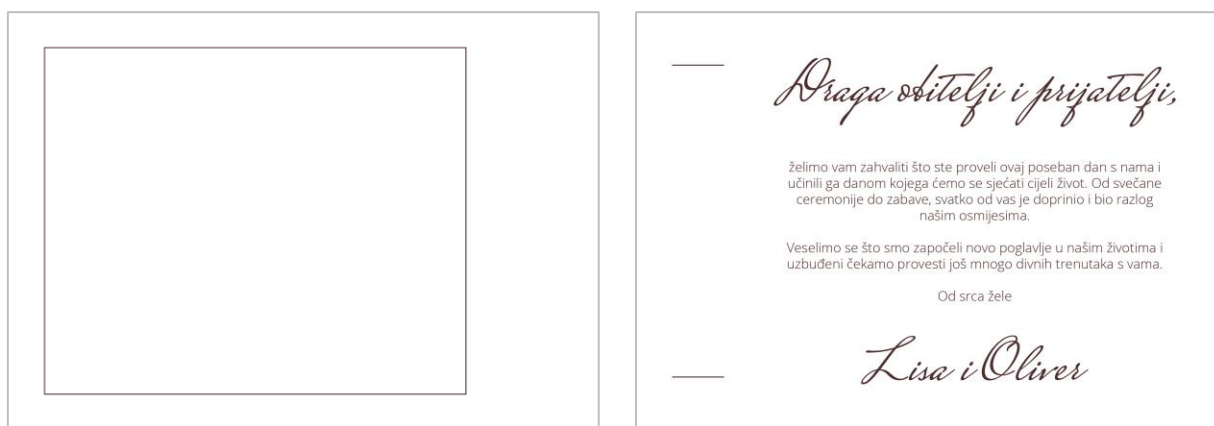 Draga obitelji i prijatelji,
želimo vam zahvaliti što ste proveli ovaj poseban dan s nama i
učinili ga danom kojega ćemo se sjećati cijeli život. Od svečane
ceremonije do zabave, svatko od vas je doprinio i bio razlog
našim osmijesima.
Veselimo se što smo započeli novo poglavlje u našim životima i
uzbuđeni čekamo provesti još mnogo divnih trenutaka s vama.
Od srca žele
Lisa i Oliver